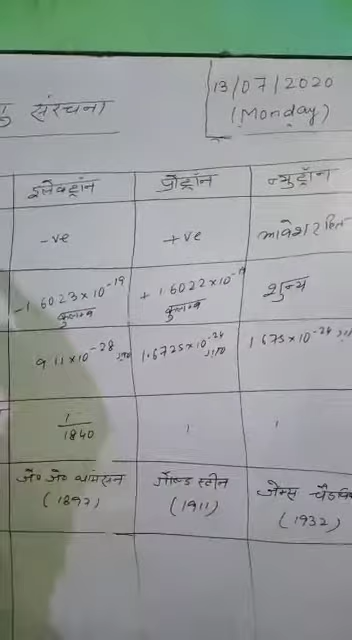 13/07/2020
संरचना
(Monday)
इलेक्ट्रॉन प्रोट्रॉन न्युट्रॉन
-ve +ve आवेश रहित
-1.6023×10⁻¹⁹ +1.6022×10⁻¹⁹ शुन्य
कुलाम्ब कुलाम्ब
9.11×10⁻²⁸ ग्राम 1.6725×10⁻²⁴ ग्राम 1.675×10⁻²⁴
1/1840 1 1
जे० जे० थामसन गोल्ड स्टीन जेम्स
(1897) (1911) (1932)